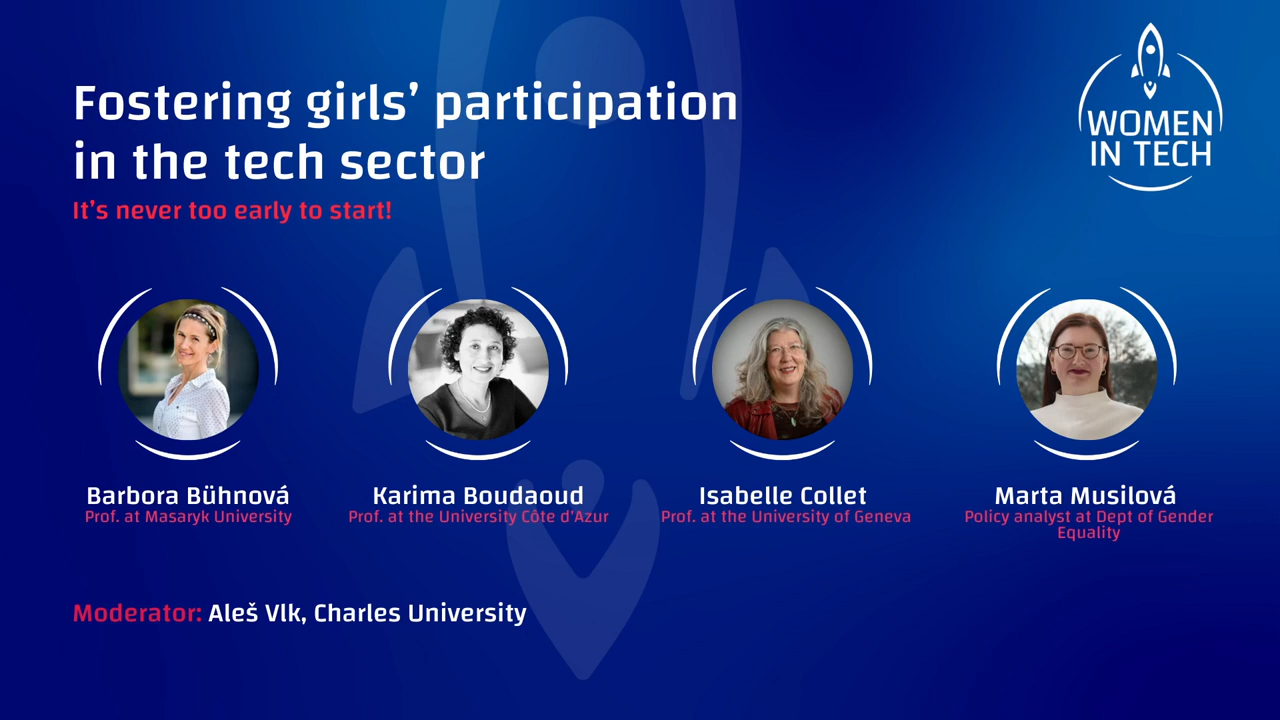 Fostering girls’ participation
in the tech sector
It’s never too early to start!
WOMEN
IN TECH
Barbora Bühnová
Prof. at Masaryk University
Karima Boudaoud
Prof. at the University Côte d'Azur
Isabelle Collet
Prof. at the University of Geneva
Marta Musilová
Policy analyst at Dept of Gender
Equality
Moderator: Aleš Vlk, Charles University